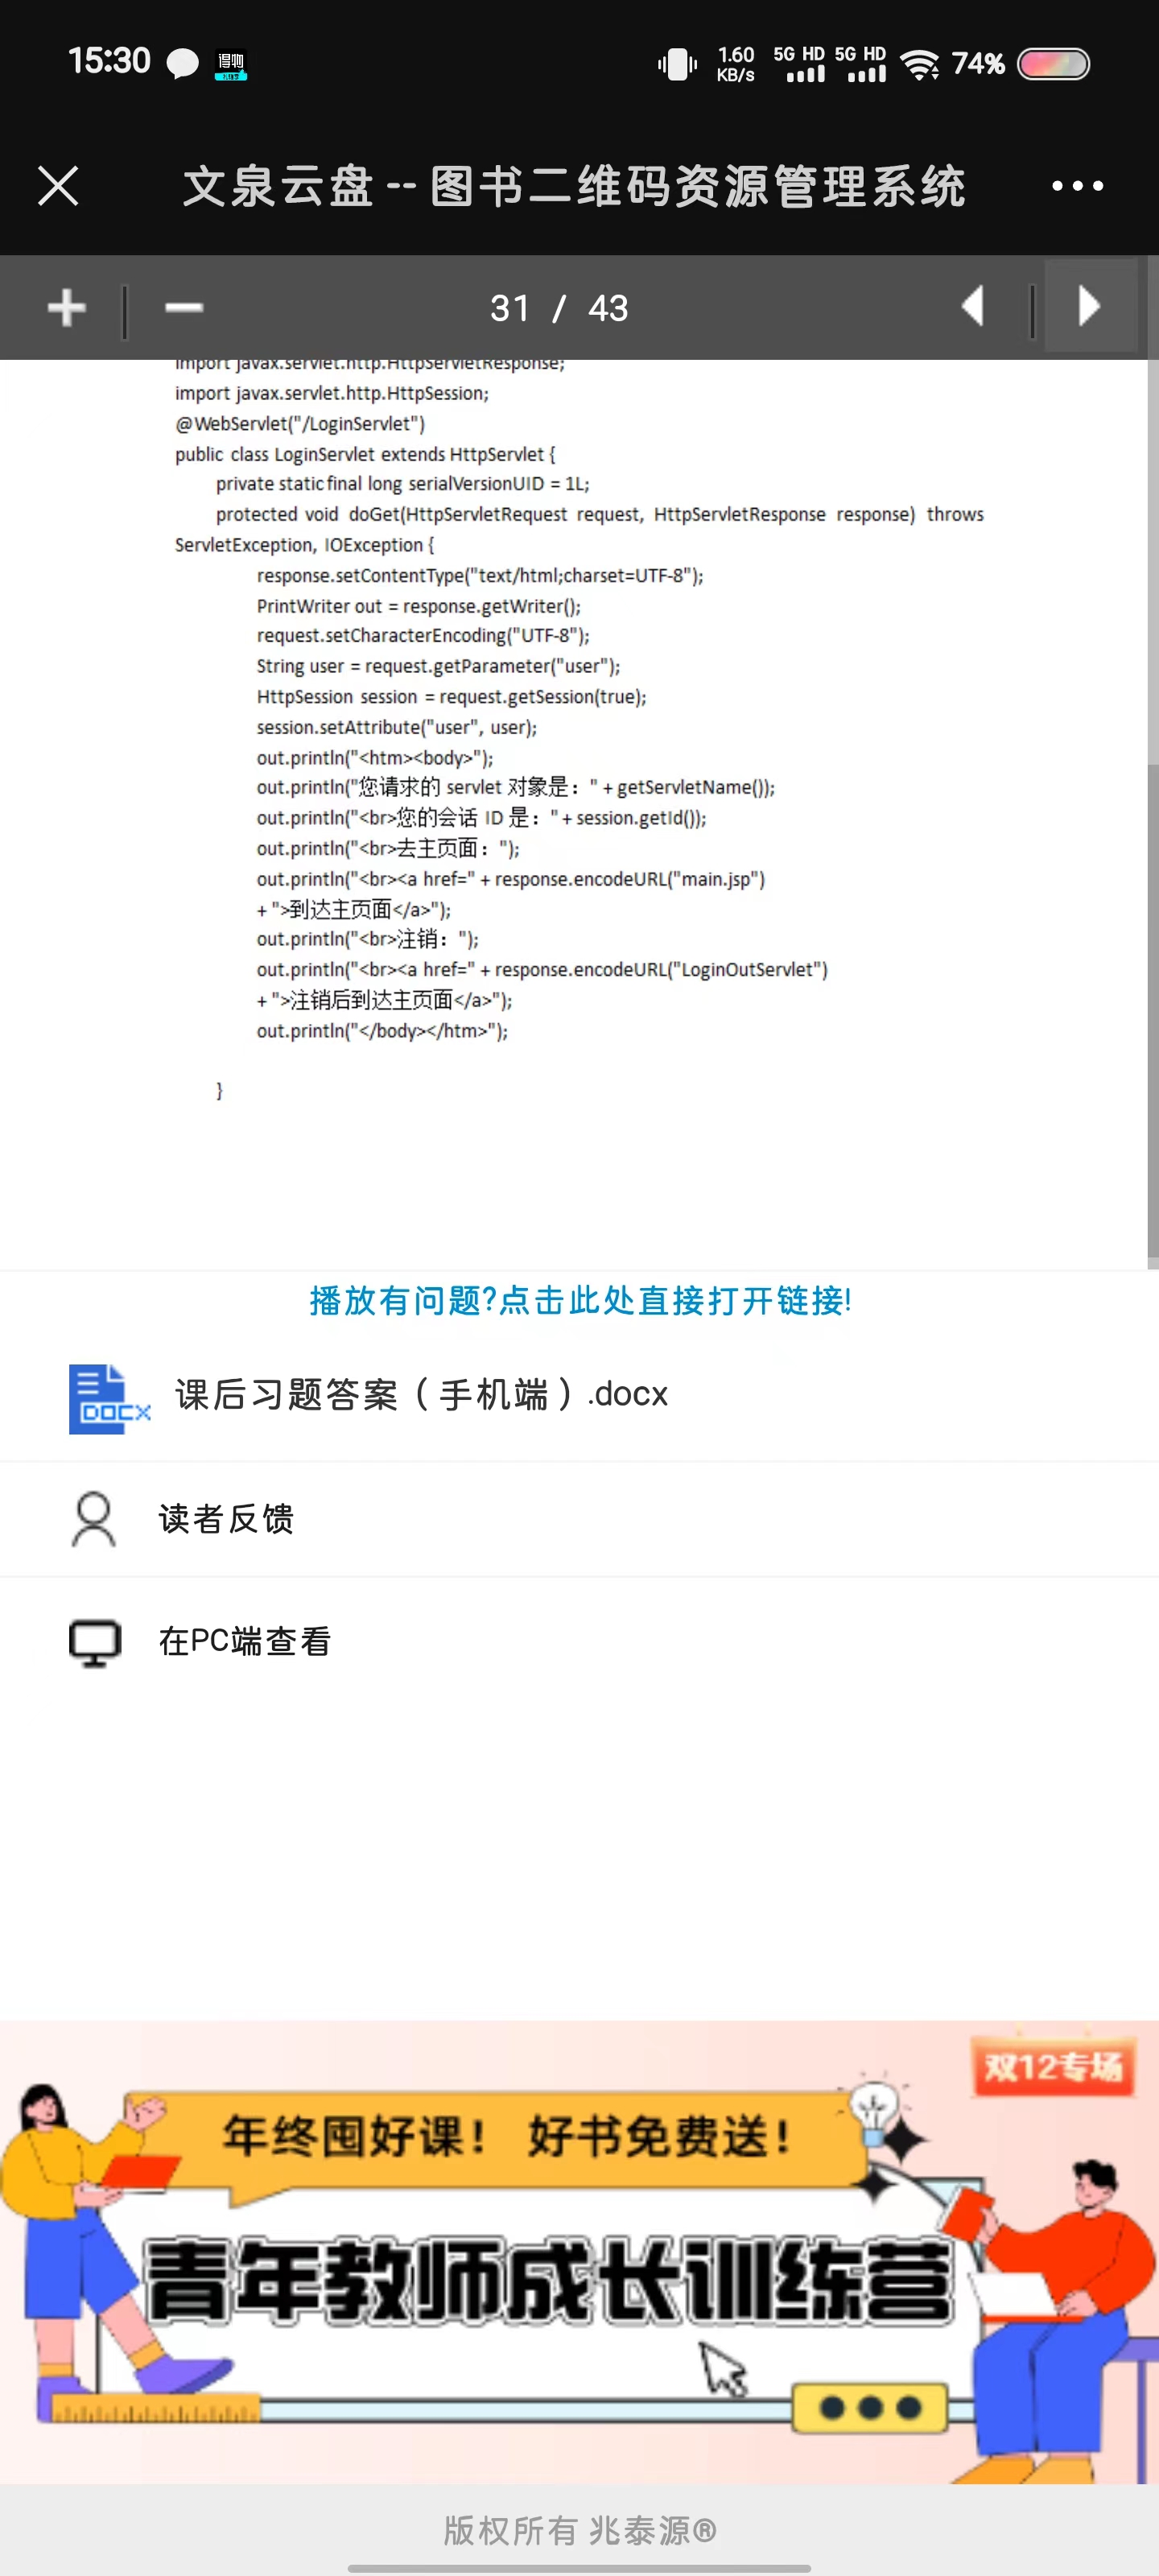 15:30
得物
1.60 KB/s
5G HD 5G HD
74%
文泉云盘 -- 图书二维码资源管理系统
31 / 43
import javax.servlet.http.HttpServletResponse;
import javax.servlet.http.HttpSession;
@WebServlet("/LoginServlet")
public class LoginServlet extends HttpServlet {
private static final long serialVersionUID = 1L;
protected void doGet(HttpServletRequest request, HttpServletResponse response) throws
ServletException, IOException {
response.setContentType("text/html;charset=UTF-8");
PrintWriter out = response.getWriter();
request.setCharacterEncoding("UTF-8");
String user = request.getParameter("user");
HttpSession session = request.getSession(true);
session.setAttribute("user", user);
out.println("<htm><body>");
out.println("您请求的 servlet 对象是：" + getServletName());
out.println("<br>您的会话 ID 是：" + session.getId());
out.println("<br>去主页面：");
out.println("<br><a href=" + response.encodeURL("main.jsp")
+ ">到达主页面</a>");
out.println("<br>注销：");
out.println("<br><a href=" + response.encodeURL("LoginOutServlet")
+ ">注销后到达主页面</a>");
out.println("</body></htm>");
}
播放有问题?点击此处直接打开链接!
DOCX
课后习题答案（手机端）.docx
读者反馈
在PC端查看
双12专场
年终囤好课！ 好书免费送！
青年教师成长训练营
版权所有 兆泰源®